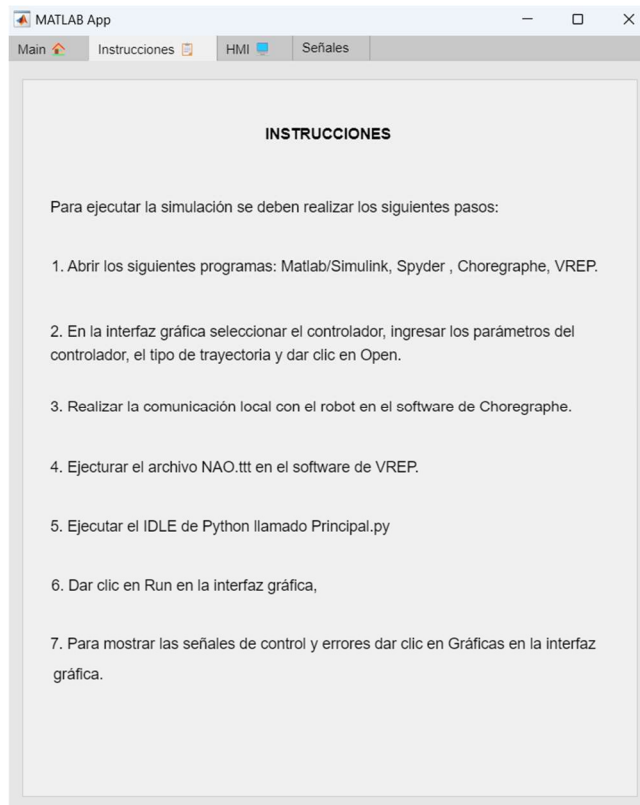 MATLAB App
Main Instrucciones HMI Señales
INSTRUCCIONES
Para ejecutar la simulación se deben realizar los siguientes pasos:
1. Abrir los siguientes programas: Matlab/Simulink, Spyder , Choregraphe, VREP.
2. En la interfaz gráfica seleccionar el controlador, ingresar los parámetros del
controlador, el tipo de trayectoria y dar clic en Open.
3. Realizar la comunicación local con el robot en el software de Choregraphe.
4. Ejecturar el archivo NAO.ttt en el software de VREP.
5. Ejecutar el IDLE de Python llamado Principal.py
6. Dar clic en Run en la interfaz gráfica,
7. Para mostrar las señales de control y errores dar clic en Gráficas en la interfaz
gráfica.